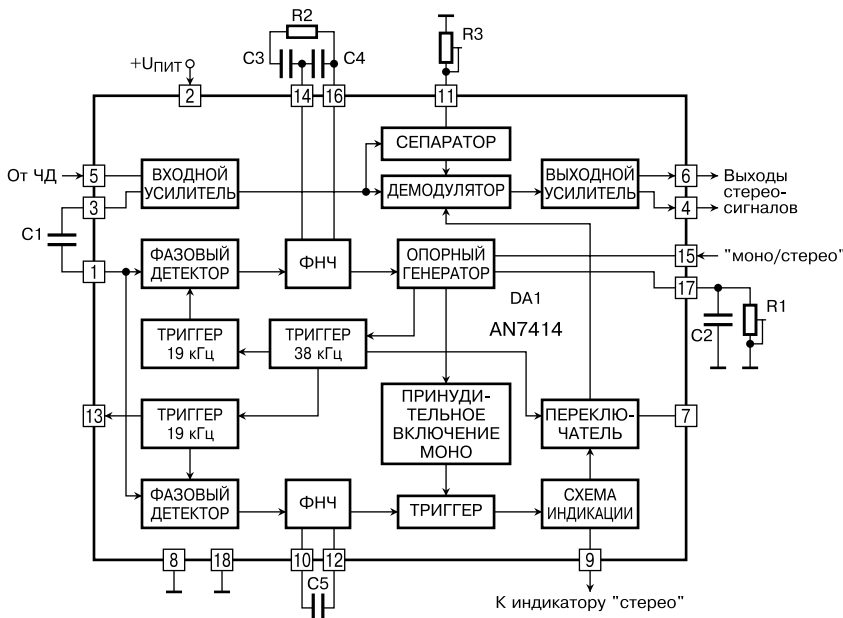 R2
C3
C4
R3
+UПИТ
2
14
16
11
СЕПАРАТОР
От ЧД
5
ВХОДНОЙ
УСИЛИТЕЛЬ
ДЕМОДУЛЯТОР
ВЫХОДНОЙ
УСИЛИТЕЛЬ
6
Выходы
стерео-
сигналов
3
4
C1
1
ФАЗОВЫЙ
ДЕТЕКТОР
ФНЧ
ОПОРНЫЙ
ГЕНЕРАТОР
15
"моно/стерео"
17
DA1
AN7414
C2
R1
ТРИГГЕР
19 кГц
ТРИГГЕР
38 кГц
13
ТРИГГЕР
19 кГц
ПРИНУДИ-
ТЕЛЬНОЕ
ВКЛЮЧЕНИЕ
МОНО
ПЕРЕКЛЮ-
ЧАТЕЛЬ
7
ФАЗОВЫЙ
ДЕТЕКТОР
ФНЧ
ТРИГГЕР
СХЕМА
ИНДИКАЦИИ
8
18
10
12
9
C5
К индикатору "стерео"